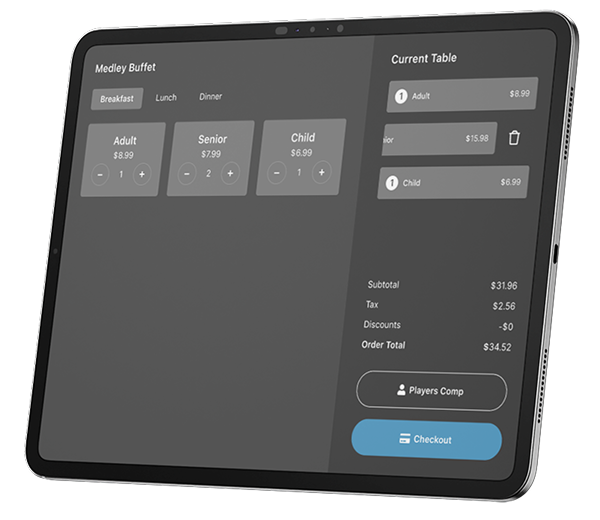 Medley Buffet
Breakfast
Lunch
Dinner
Adult
$8.99
− 1 +
Senior
$7.99
− 2 +
Child
$6.99
− 1 +
Current Table
1 Adult $8.99
ior $15.98
1 Child $6.99
Subtotal $31.96
Tax $2.56
Discounts -$0
Order Total $34.52
Players Comp
Checkout